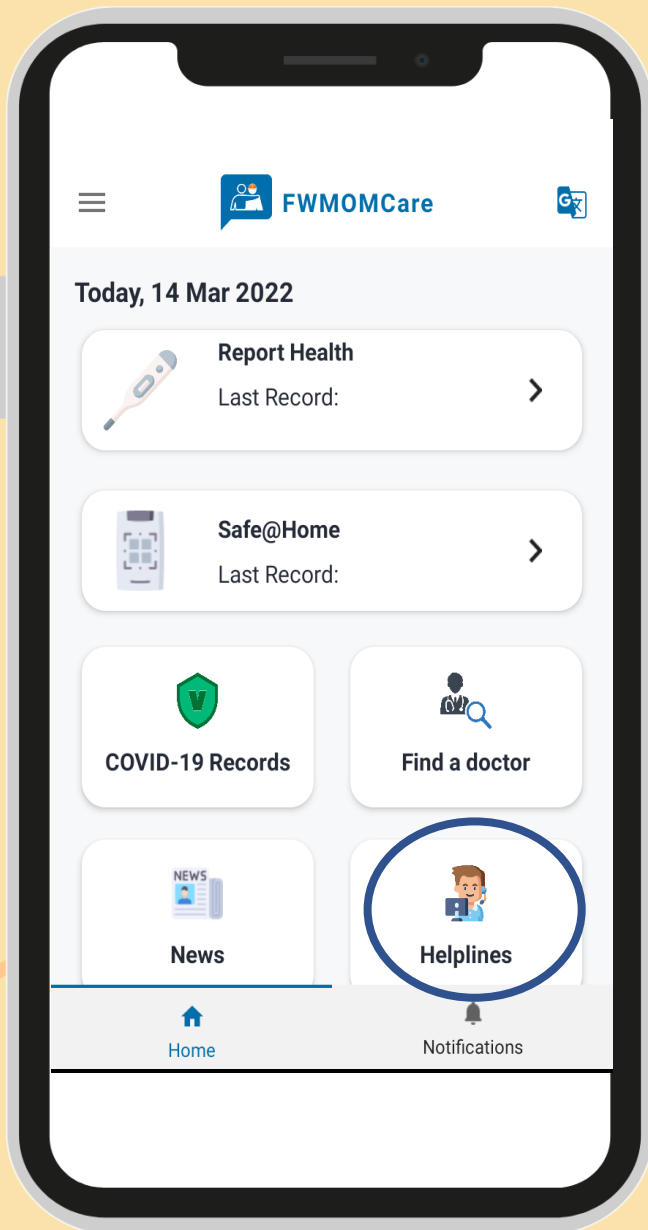 FWMOMCare
G
Today, 14 Mar 2022
Report Health
Last Record:
Safe@Home
Last Record:
V
COVID-19 Records
Find a doctor
NEWS
News
Helplines
Home
Notifications